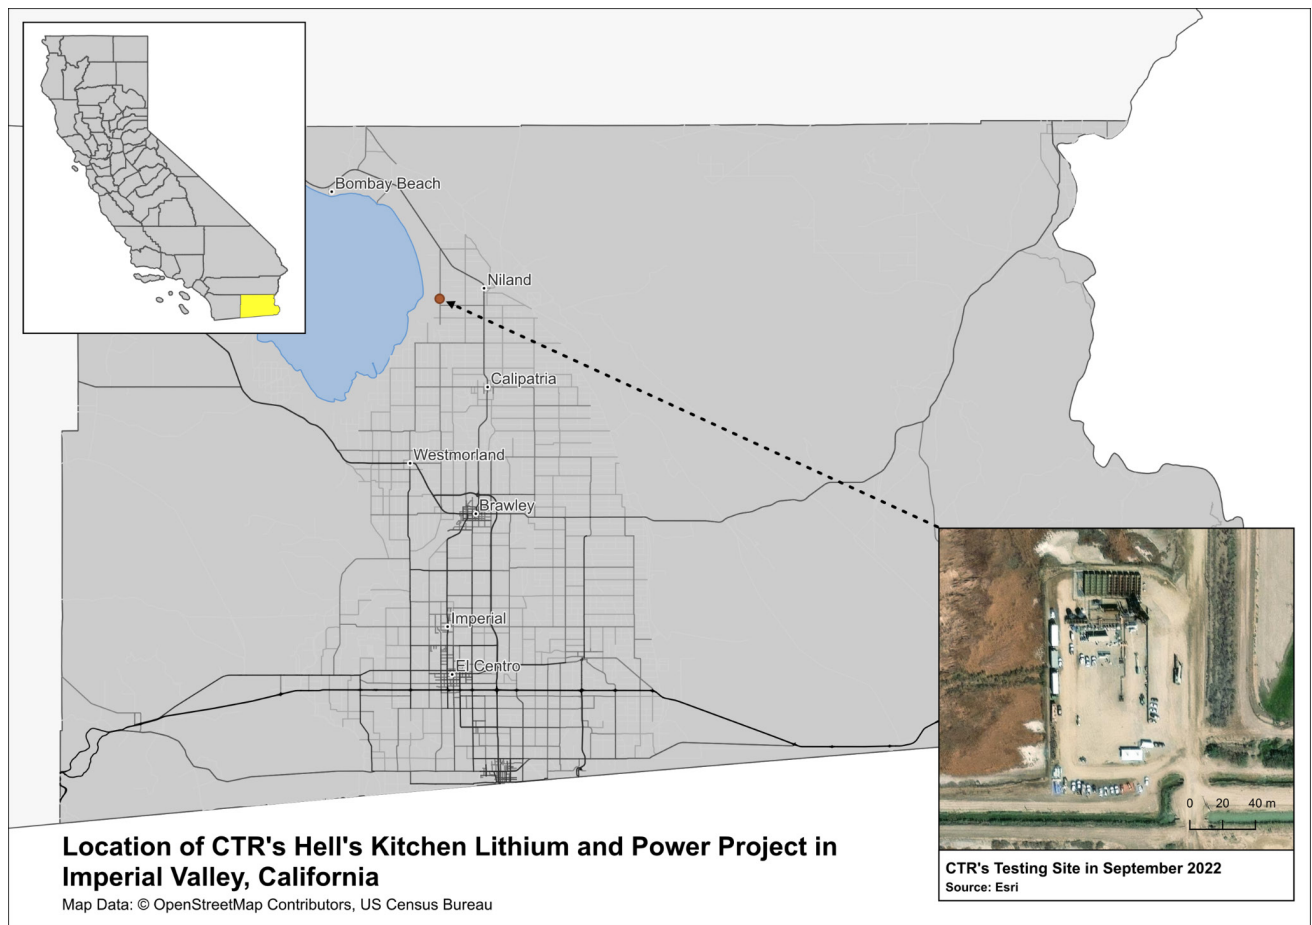 Bombay Beach
Niland
Calipatria
Westmorland
Brawley
Imperial
El Centro
0 20 40 m
CTR's Testing Site in September 2022
Source: Esri
Location of CTR's Hell's Kitchen Lithium and Power Project in
Imperial Valley, California
Map Data: © OpenStreetMap Contributors, US Census Bureau